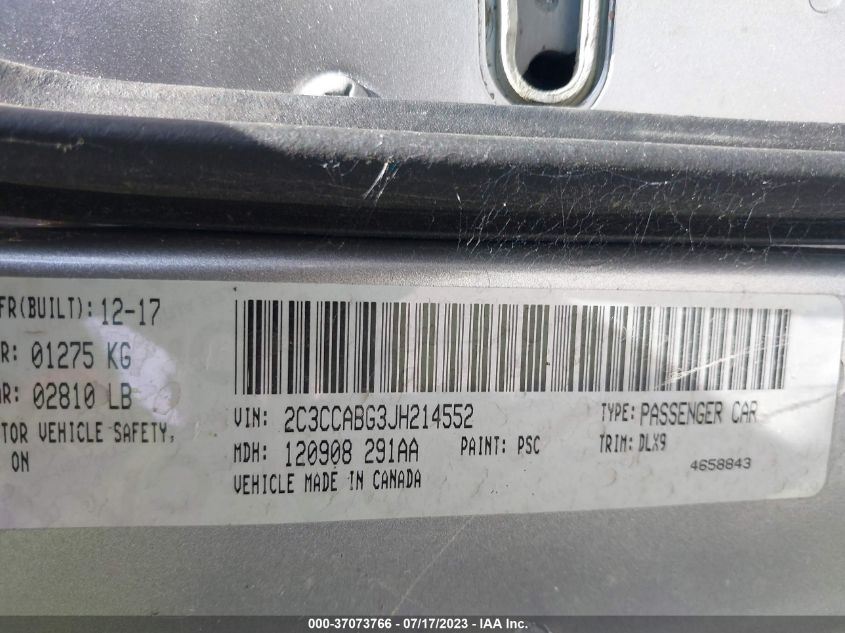 FR(BUILT): 12-17
R: 01275 KG
AR: 02810 LB
TOR VEHICLE SAFETY,
ON
VIN: 2C3CCABG3JH214552
TYPE: PASSENGER CAR
MDH: 120908 291AA
PAINT: PSC
TRIM: DLX9
VEHICLE MADE IN CANADA
4658843
000-37073766 - 07/17/2023 - IAA Inc.